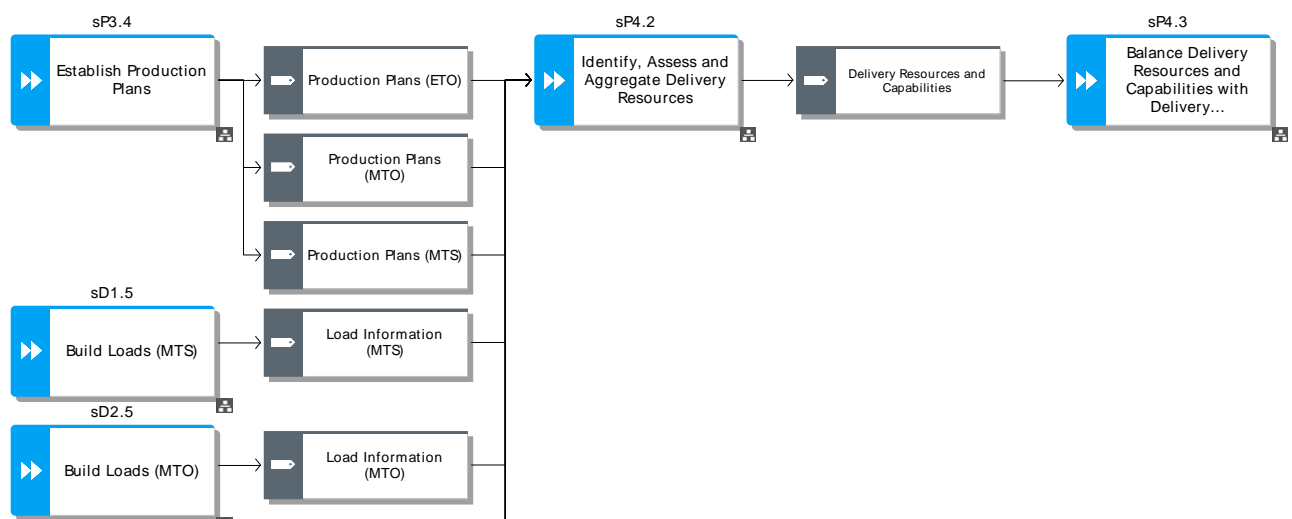 sP3.4
sP4.2
sP4.3
Establish Production
Plans
Production Plans (ETO)
Identify, Assess and
Aggregate Delivery
Resources
Delivery Resources and
Capabilities
Balance Delivery
Resources and
Capabilities with
Delivery...
Production Plans
(MTO)
Production Plans (MTS)
sD1.5
Build Loads (MTS)
Load Information
(MTS)
sD2.5
Build Loads (MTO)
Load Information
(MTO)